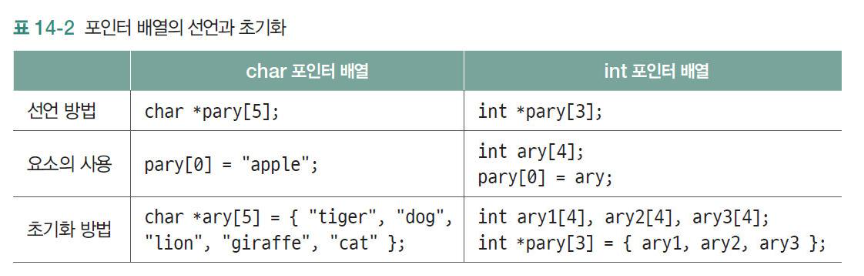 표 14-2 포인터 배열의 선언과 초기화
char 포인터 배열 int 포인터 배열
선언 방법 char *pary[5]; int *pary[3];
요소의 사용 pary[0] = "apple"; int ary[4];
pary[0] = ary;
초기화 방법 char *ary[5] = { "tiger", "dog",
"lion", "giraffe", "cat" }; int ary1[4], ary2[4], ary3[4];
int *pary[3] = { ary1, ary2, ary3 };